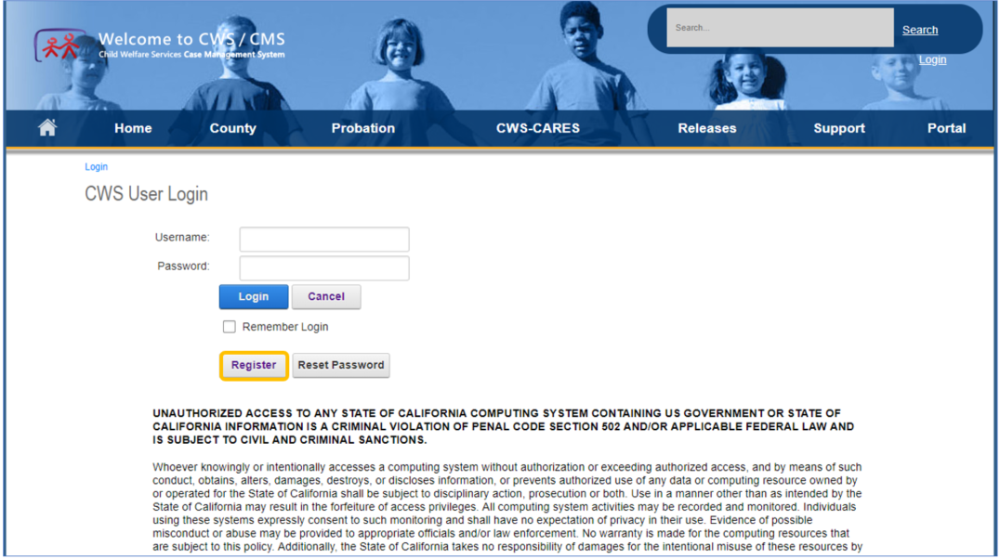 Welcome to CWS / CMS
Child Welfare Services Case Management System
Search...
Search
Login
Home
County
Probation
CWS-CARES
Releases
Support
Portal
Login
CWS User Login
Username:
Password:
Login
Cancel
Remember Login
Register
Reset Password
UNAUTHORIZED ACCESS TO ANY STATE OF CALIFORNIA COMPUTING SYSTEM CONTAINING US GOVERNMENT OR STATE OF
CALIFORNIA INFORMATION IS A CRIMINAL VIOLATION OF PENAL CODE SECTION 502 AND/OR APPLICABLE FEDERAL LAW AND
IS SUBJECT TO CIVIL AND CRIMINAL SANCTIONS.
Whoever knowingly or intentionally accesses a computing system without authorization or exceeding authorized access, and by means of such
conduct, obtains, alters, damages, destroys, or discloses information, or prevents authorized use of any data or computing resource owned by
or operated for the State of California shall be subject to disciplinary action, prosecution or both. Use in a manner other than as intended by the
State of California may result in the forfeiture of access privileges. All computing system activities may be recorded and monitored. Individuals
using these systems expressly consent to such monitoring and shall have no expectation of privacy in their use. Evidence of possible
misconduct or abuse may be provided to appropriate officials and/or law enforcement. No warranty is made for the computing resources that
are subject to this policy. Additionally, the State of California takes no responsibility of damages for the intentional misuse of these resources by